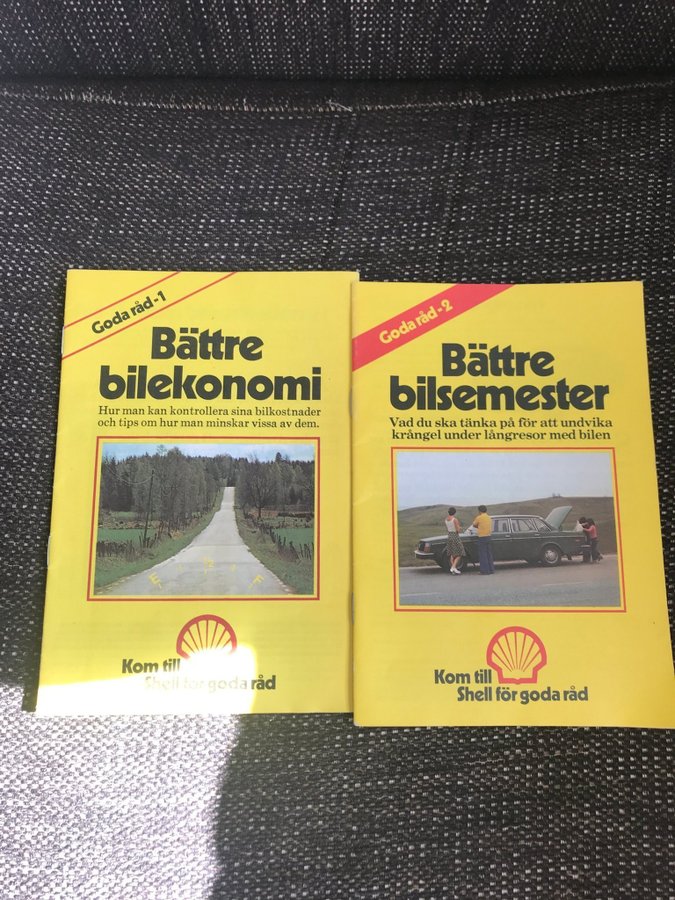 Goda råd-1
Bättre
bilekonomi
Hur man kan kontrollera sina bilkostnader
och tips om hur man minskar vissa av dem.
Kom till
Shell för goda råd
Goda råd-2
Bättre
bilsemester
Vad du ska tänka på för att undvika
krångel under långresor med bilen
Kom till
Shell för goda råd